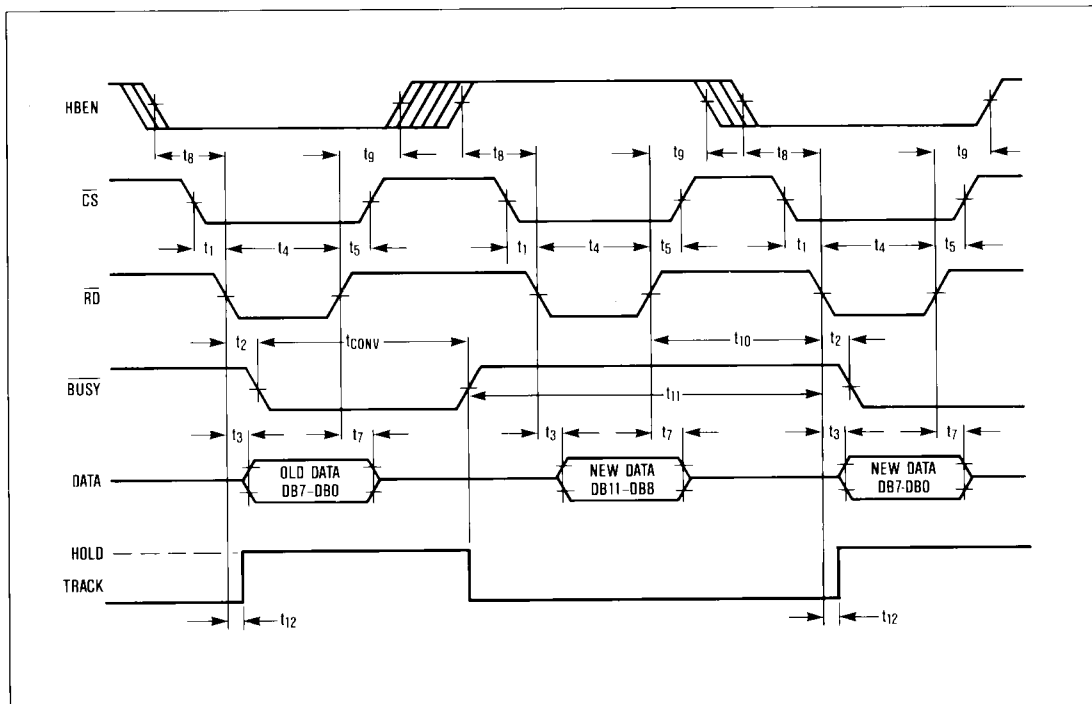 HBEN
t8 t9 t8 t9 t8 t9
CS
t1 t4 t5 t1 t4 t5 t1 t4 t5
RD
t2 tCONV t10 t2
BUSY
t11
t3 t7 t3 t7 t3 t7
DATA
OLD DATA
DB7-DB0
NEW DATA
DB11-DB8
NEW DATA
DB7-DB0
HOLD
TRACK
t12 t12